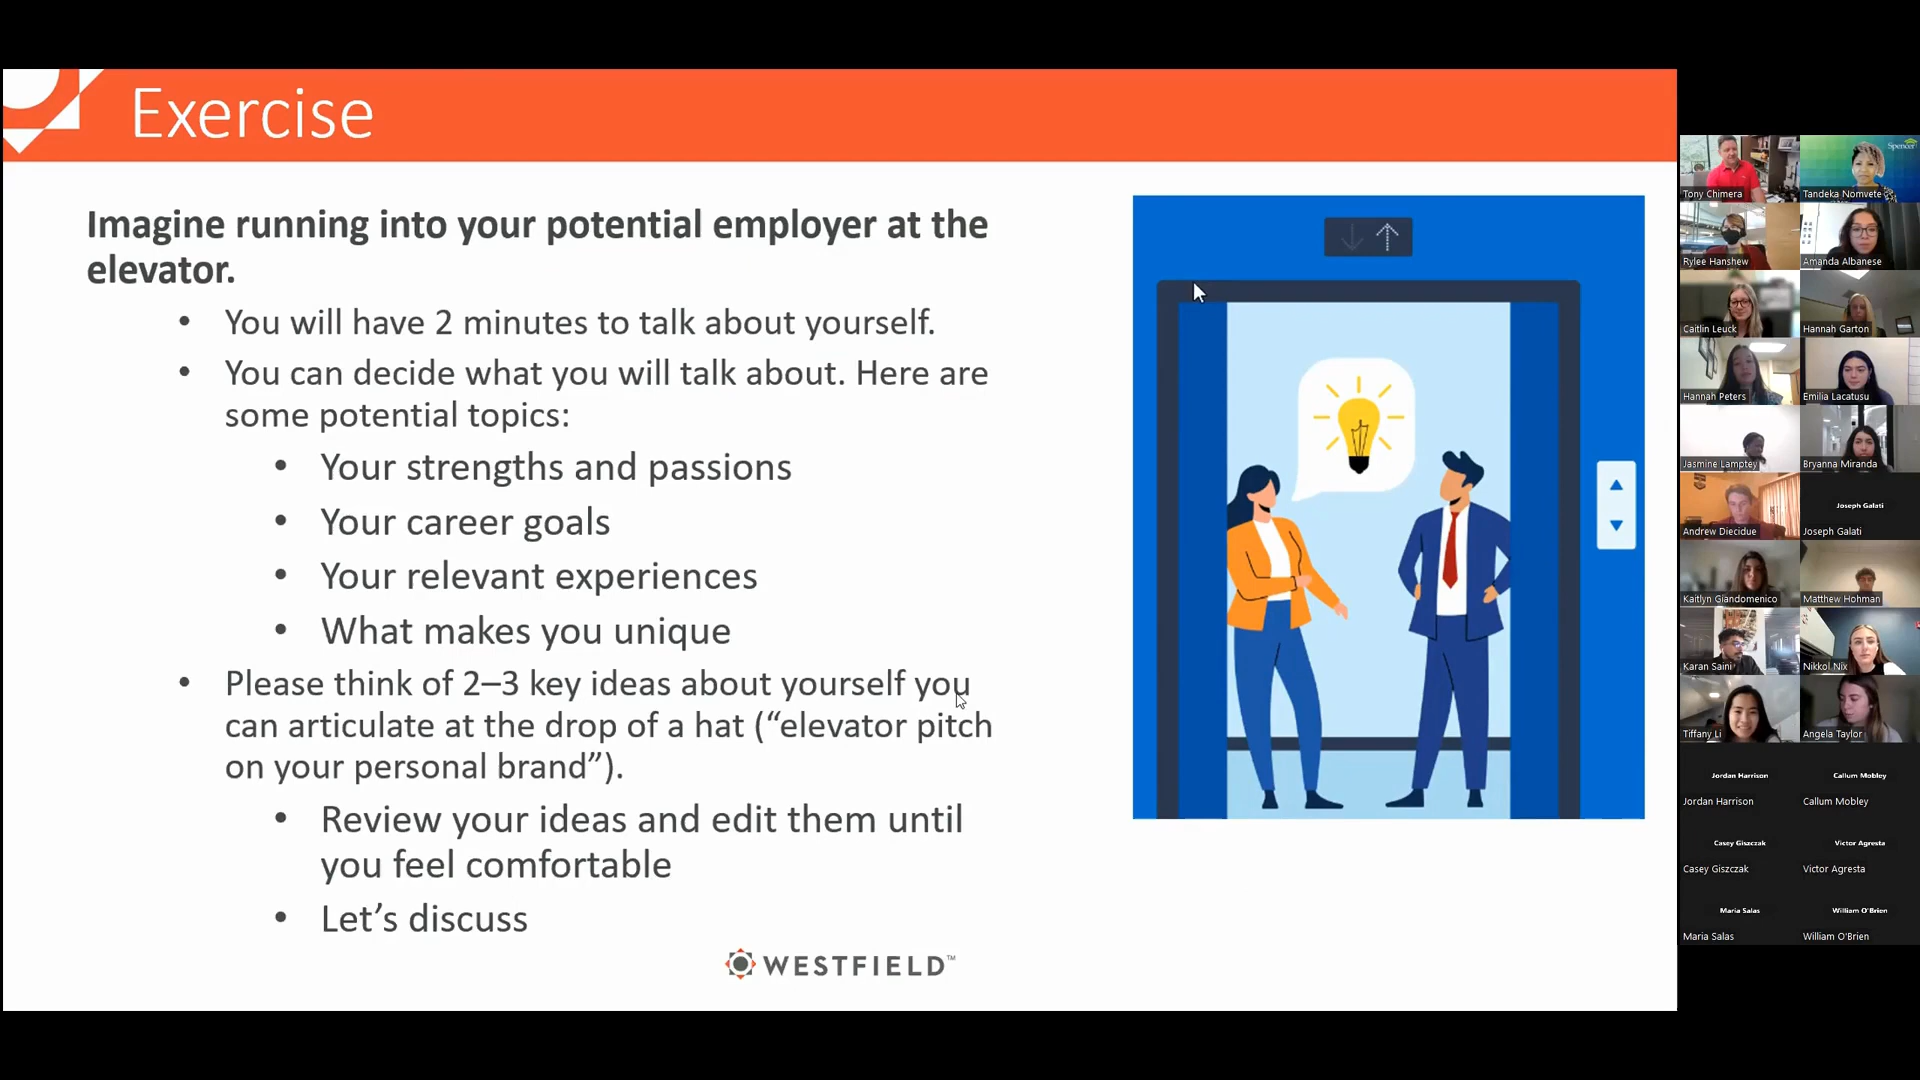 Exercise
Imagine running into your potential employer at the
elevator.
• You will have 2 minutes to talk about yourself.
• You can decide what you will talk about. Here are
some potential topics:
• Your strengths and passions
• Your career goals
• Your relevant experiences
• What makes you unique
• Please think of 2–3 key ideas about yourself you
can articulate at the drop of a hat (“elevator pitch
on your personal brand”).
• Review your ideas and edit them until
you feel comfortable
• Let’s discuss
WESTFIELD™
Spencer
Tony Chimera
Tandeka Nomvete
Rylee Hanshew
Amanda Albanese
Caitlin Leuck
Hannah Garton
Hannah Peters
Emilia Lacatusu
Jasmine Lamptey
Bryanna Miranda
Joseph Galati
Andrew Diecidue
Joseph Galati
Kaitlyn Giandomenico
Matthew Hohman
Karan Saini
Nikkol Nix
Tiffany Li
Angela Taylor
Jordan Harrison
Callum Mobley
Jordan Harrison
Callum Mobley
Casey Giszczak
Victor Agresta
Casey Giszczak
Victor Agresta
Maria Salas
William O'Brien
Maria Salas
William O'Brien